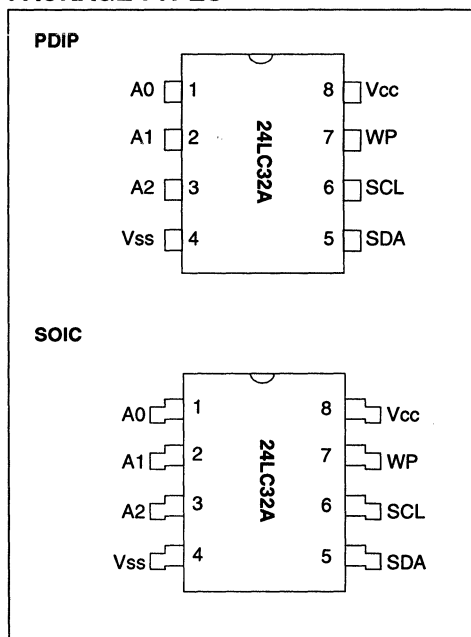 PACKAGE TYPES
PDIP
A0 1 8 Vcc
A1 2 7 WP
A2 3 6 SCL
Vss 4 5 SDA
24LC32A
SOIC
A0 1 8 Vcc
A1 2 7 WP
A2 3 6 SCL
Vss 4 5 SDA
24LC32A